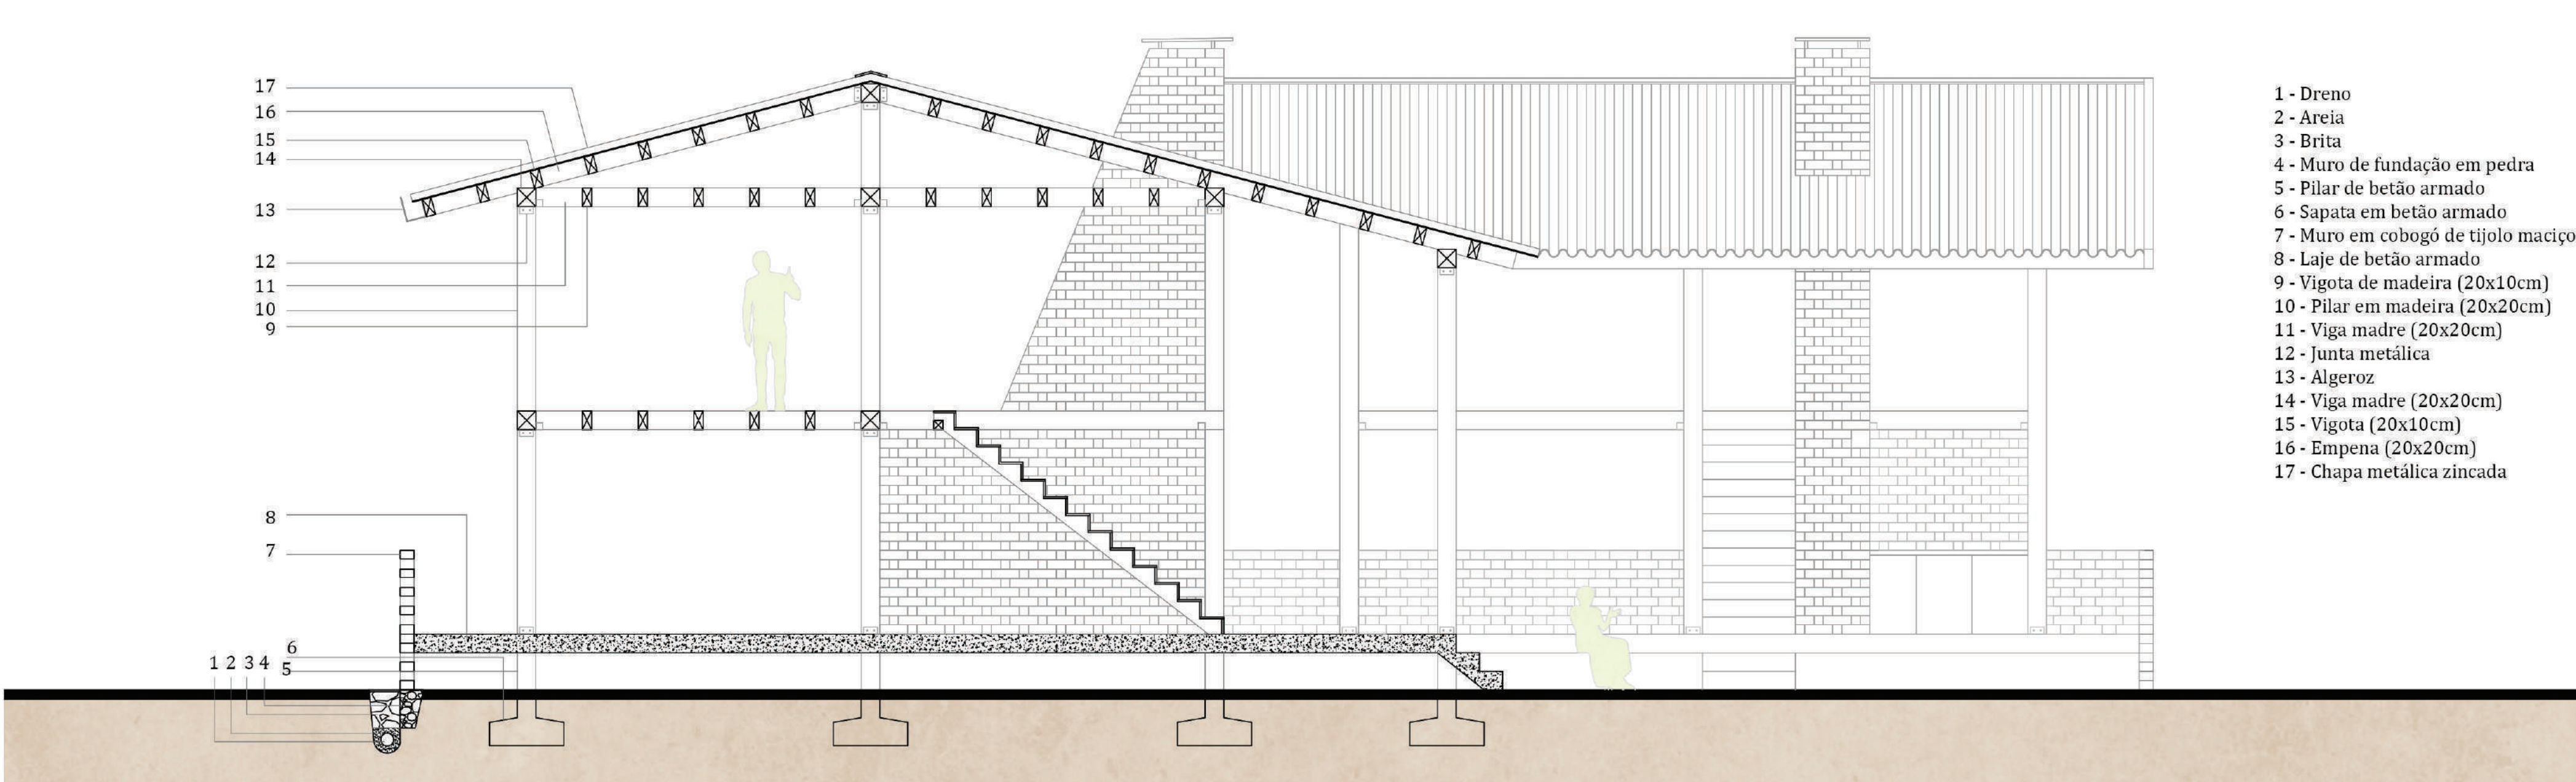 17
16
15
14
13
12
11
10
9
8
7
6
1 2 3 4
5
1 - Dreno
2 - Areia
3 - Brita
4 - Muro de fundação em pedra
5 - Pilar de betão armado
6 - Sapata em betão armado
7 - Muro em cobogó de tijolo maciço
8 - Laje de betão armado
9 - Vigota de madeira (20x10cm)
10 - Pilar em madeira (20x20cm)
11 - Viga madre (20x20cm)
12 - Junta metálica
13 - Algeroz
14 - Viga madre (20x20cm)
15 - Vigota (20x10cm)
16 - Empena (20x20cm)
17 - Chapa metálica zincada